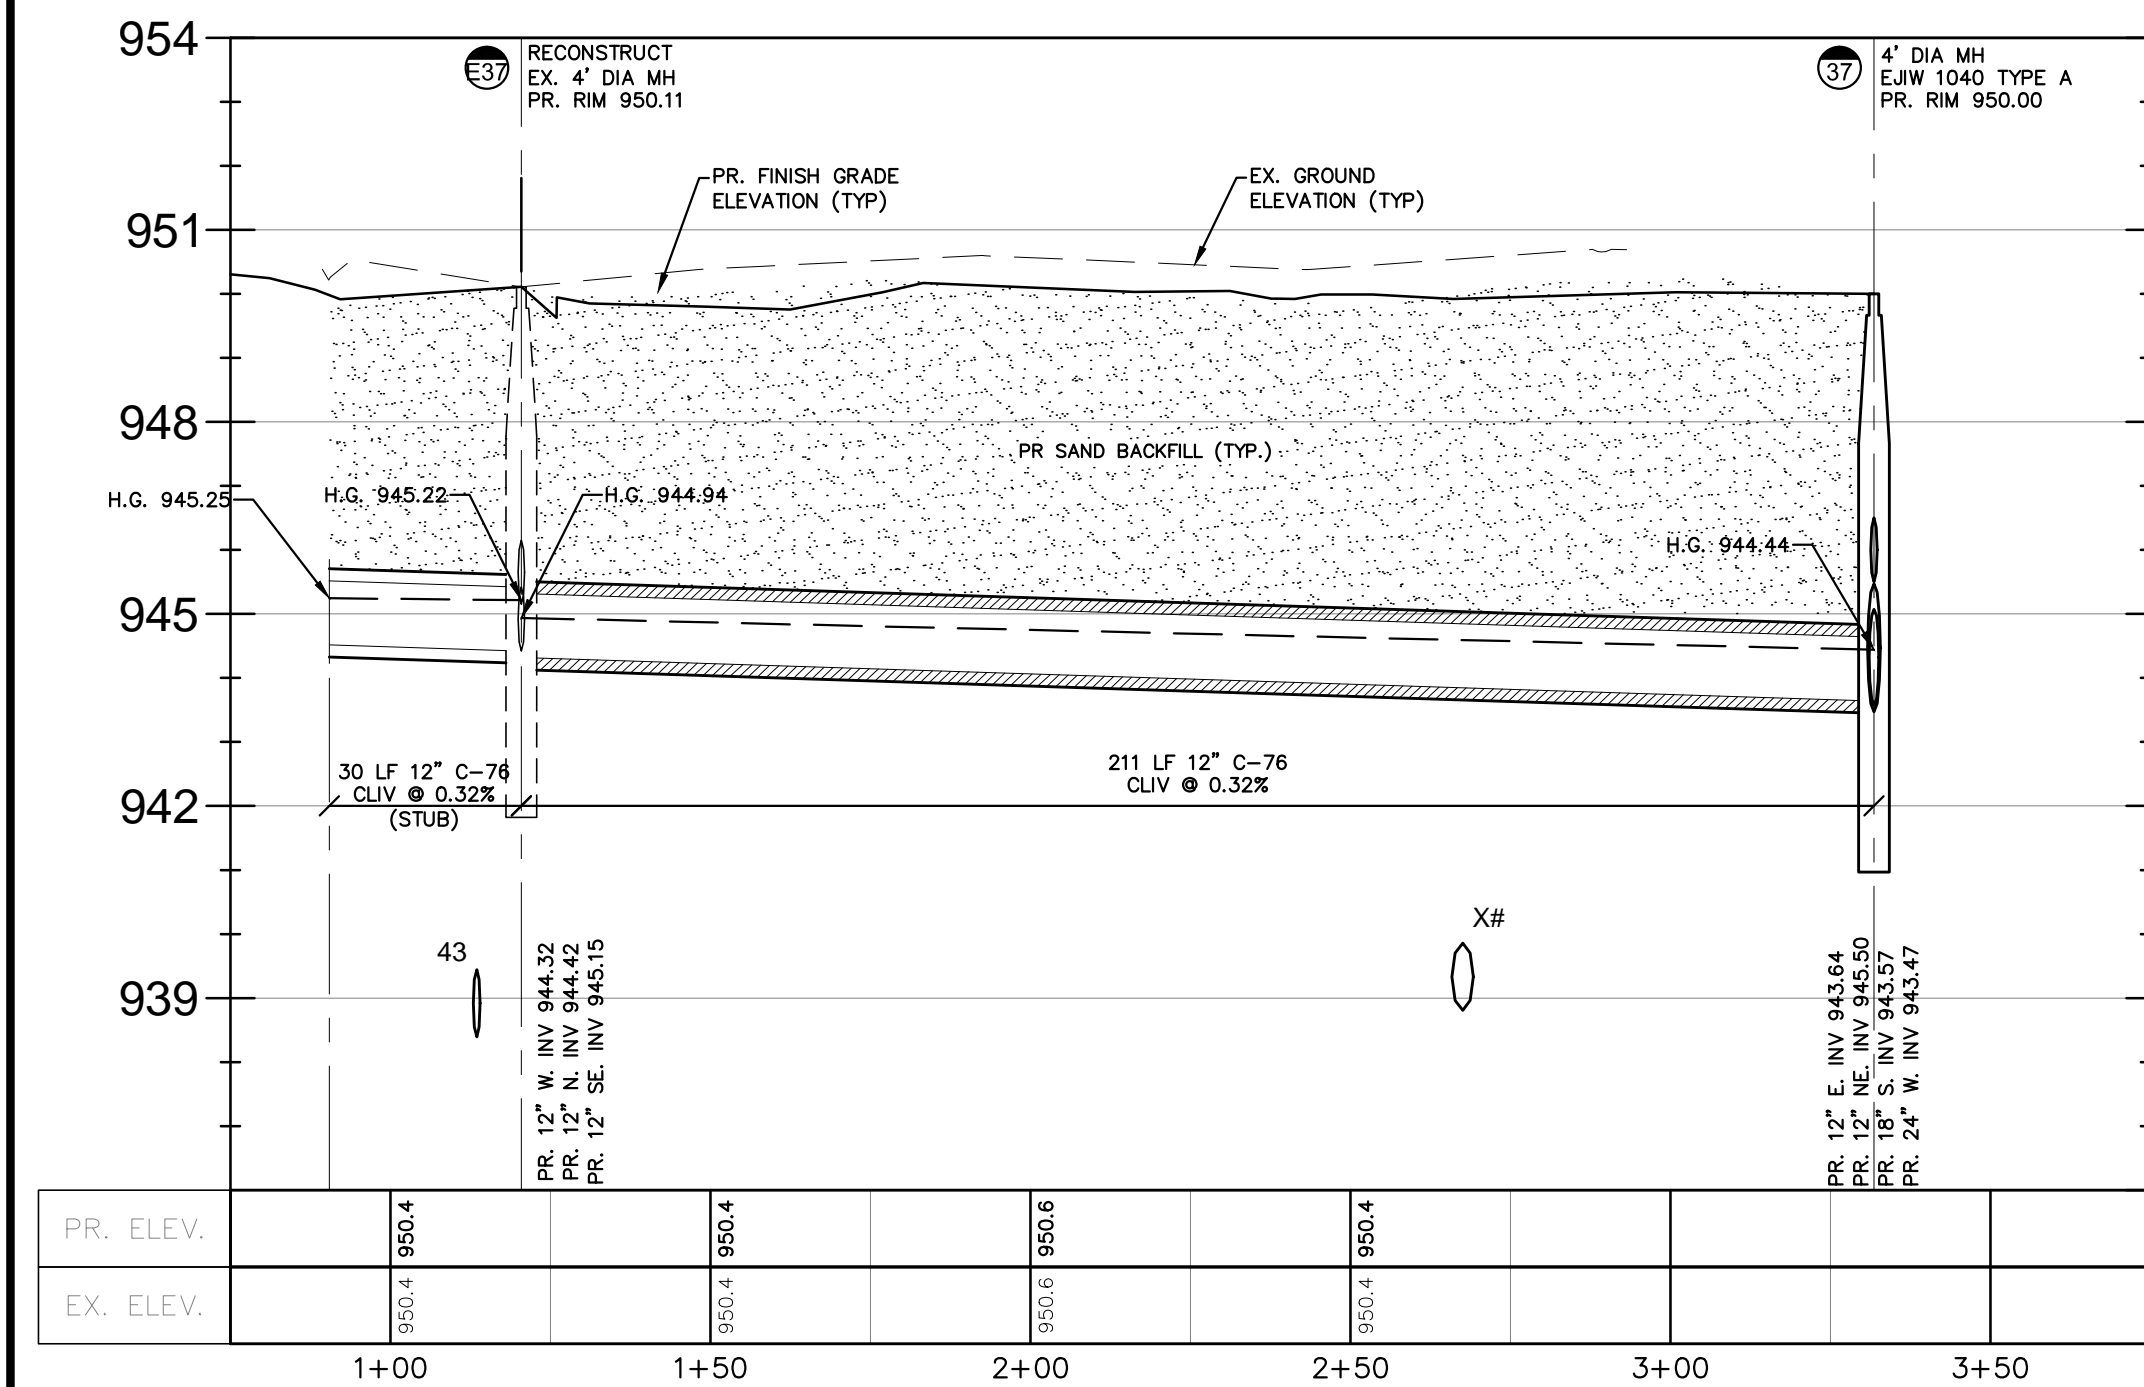 954
951
948
945
942
939
E37
RECONSTRUCT
EX. 4' DIA MH
PR. RIM 950.11
37
4' DIA MH
EJIW 1040 TYPE A
PR. RIM 950.00
PR. FINISH GRADE
ELEVATION (TYP)
EX. GROUND
ELEVATION (TYP)
PR SAND BACKFILL (TYP.)
H.G. 945.25
H.G. 945.22
H.G. 944.94
H.G. 944.44
30 LF 12" C-76
CLIV @ 0.32%
(STUB)
211 LF 12" C-76
CLIV @ 0.32%
43
X#
PR. 12" W. INV 944.32
PR. 12" N. INV 944.42
PR. 12" SE. INV 945.15
PR. 12" E. INV 943.64
PR. 12" NE. INV 945.50
PR. 18" S. INV 943.57
PR. 24" W. INV 943.47
PR. ELEV.
950.4
950.4
950.6
950.4
EX. ELEV.
950.4
950.4
950.6
950.4
1+00
1+50
2+00
2+50
3+00
3+50